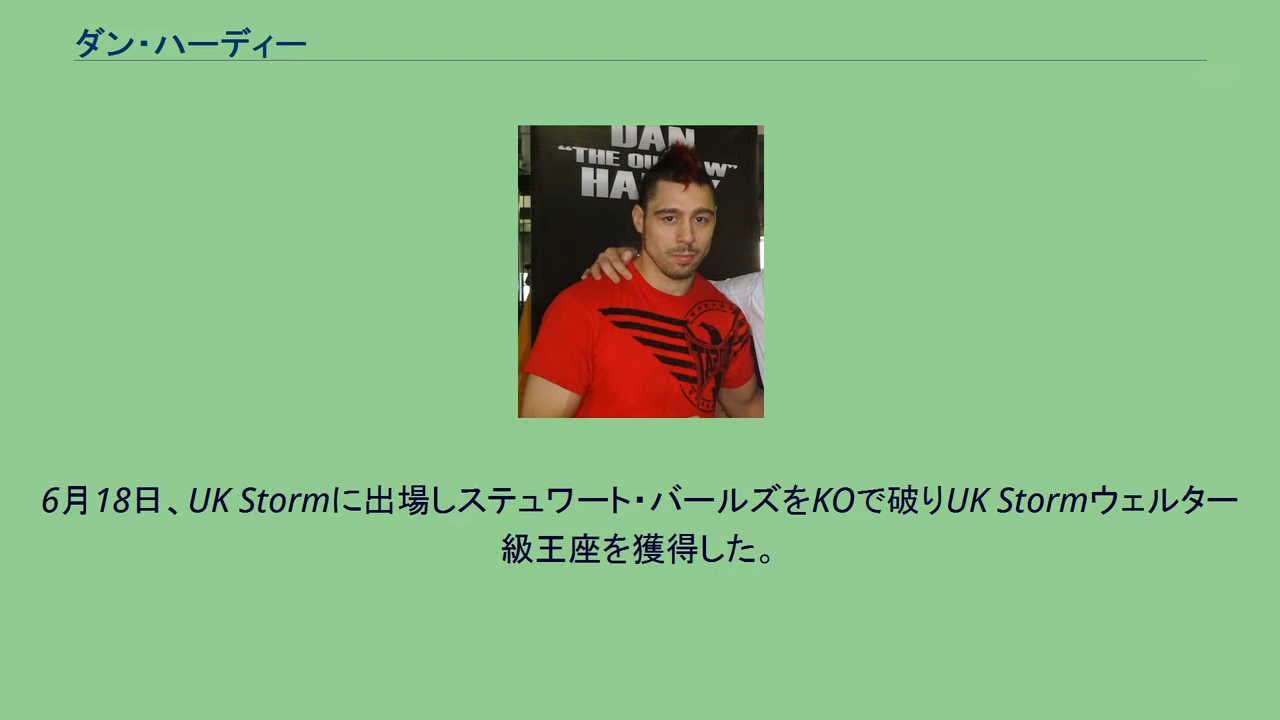 ダン・ハーディー
DAN
"THE OU W"
HA
TAPOU
6月18日、UK Stormに出場しステュワート・バールズをKOで破りUK Stormウェルター
級王座を獲得した。